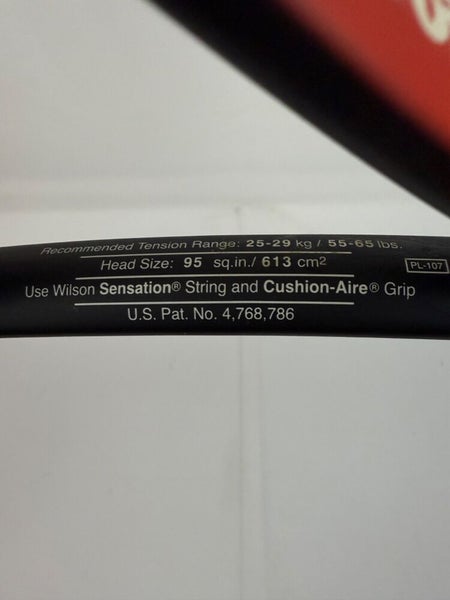 Recommended Tension Range: 25-29 kg / 55-65 lbs.
Head Size: 95 sq.in./ 613 cm²
PL-107
Use Wilson Sensation® String and Cushion-Aire® Grip
U.S. Pat. No. 4,768,786